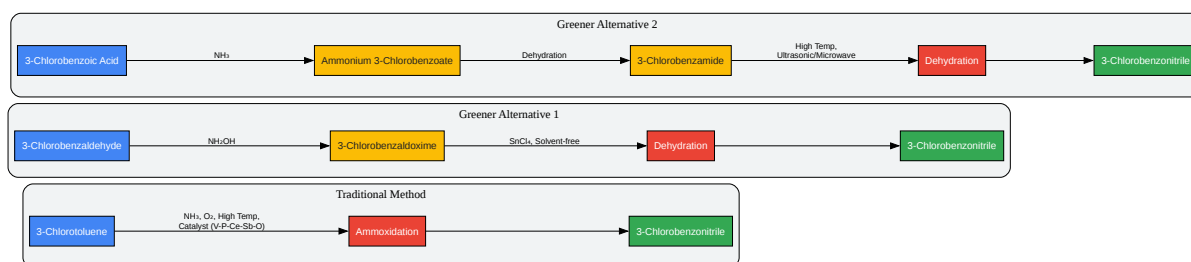 Greener Alternative 2
3-Chlorobenzoic Acid
NH₃
Ammonium 3-Chlorobenzoate
Dehydration
3-Chlorobenzamide
High Temp,
Ultrasonic/Microwave
Dehydration
3-Chlorobenzonitrile
Greener Alternative 1
3-Chlorobenzaldehyde
NH₂OH
3-Chlorobenzaldoxime
SnCl₄, Solvent-free
Dehydration
3-Chlorobenzonitrile
Traditional Method
3-Chlorotoluene
NH₃, O₂, High Temp,
Catalyst (V-P-Ce-Sb-O)
Ammoxidation
3-Chlorobenzonitrile